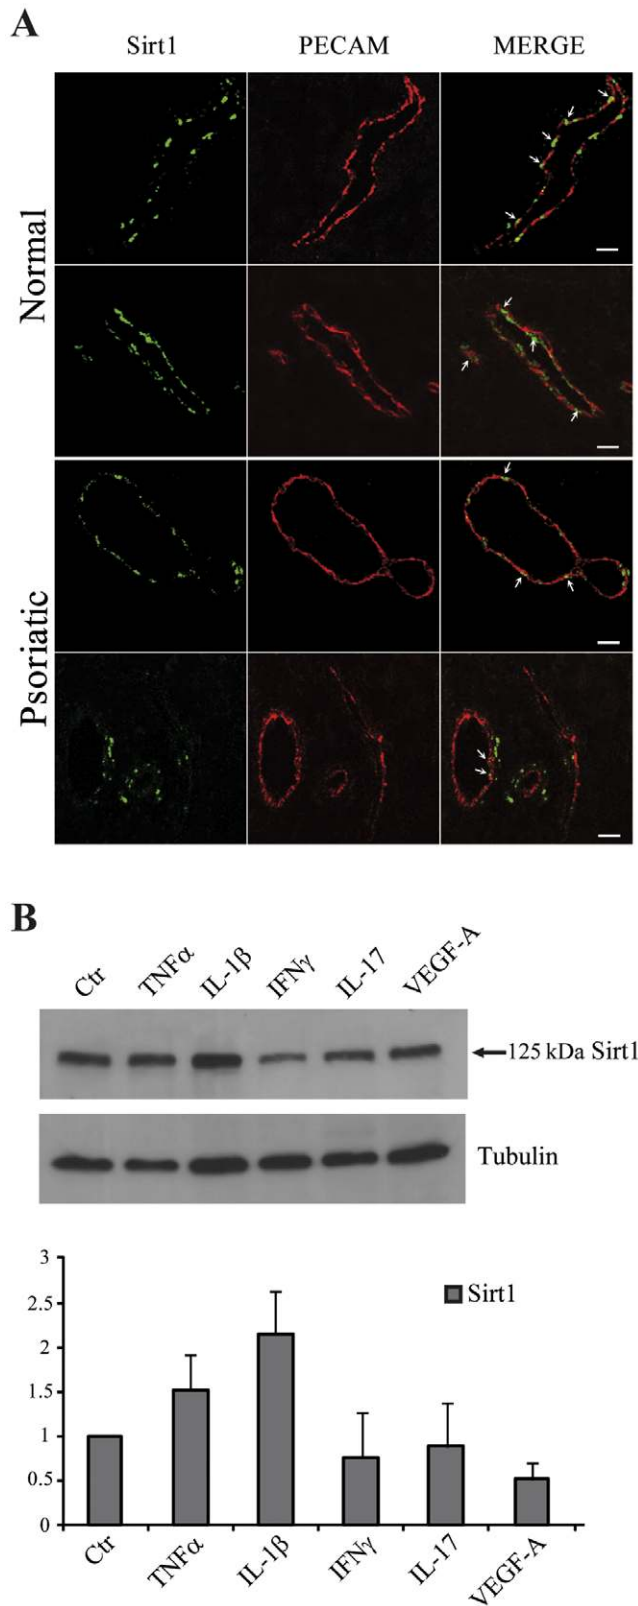 A
Sirt1 PECAM MERGE
Normal
Psoriatic
B
Ctr TNFα IL-1β IFNγ IL-17 VEGF-A
125 kDa Sirt1
Tubulin
3
2.5
2
1.5
1
0.5
0
Sirt1
Ctr TNFα IL-1β IFNγ IL-17 VEGF-A